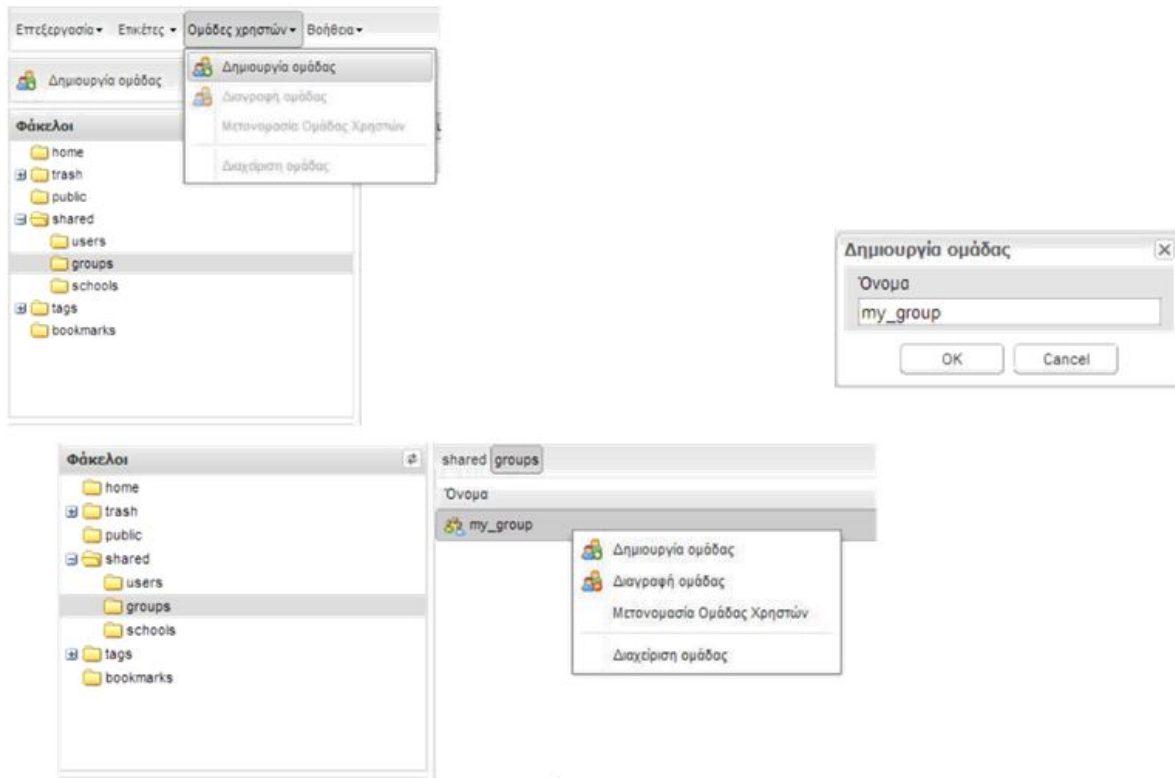 Επεξεργασία Ετικέτες Ομάδες χρηστών Βοήθεια
Δημιουργία ομάδας
Δημιουργία ομάδας
Διαγραφή ομάδας
Μετονομασία Ομάδας Χρηστών
Διαχείριση ομάδας
Φάκελοι
home
trash
public
shared
users
groups
schools
tags
bookmarks
Δημιουργία ομάδας
Όνομα
my_group
OK Cancel
Φάκελοι
home
trash
public
shared
users
groups
schools
tags
bookmarks
shared groups
Όνομα
my_group
Δημιουργία ομάδας
Διαγραφή ομάδας
Μετονομασία Ομάδας Χρηστών
Διαχείριση ομάδας